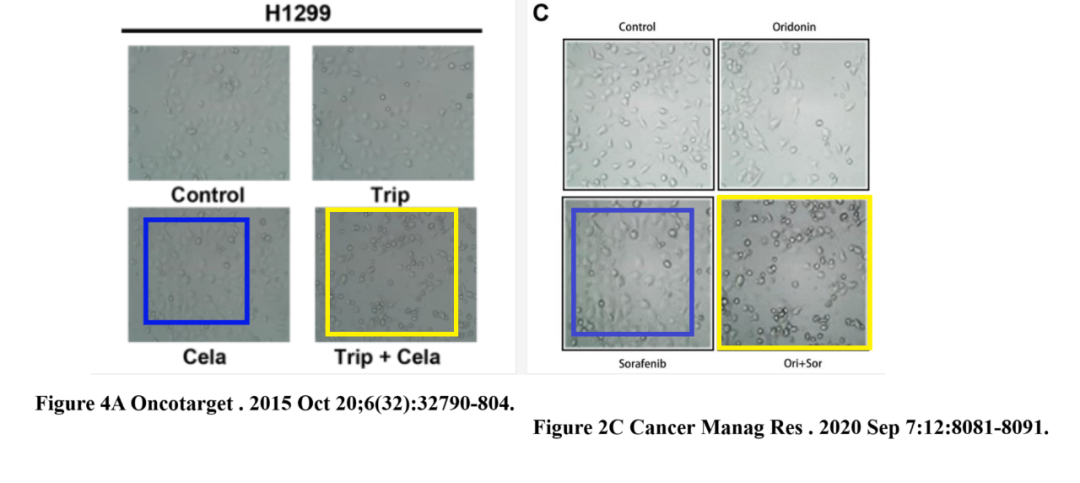 H1299
Control
Trip
Cela
Trip + Cela
Figure 4A Oncotarget . 2015 Oct 20;6(32):32790-804.
C
Control
Oridonin
Sorafenib
Ori+Sor
Figure 2C Cancer Manag Res . 2020 Sep 7:12:8081-8091.